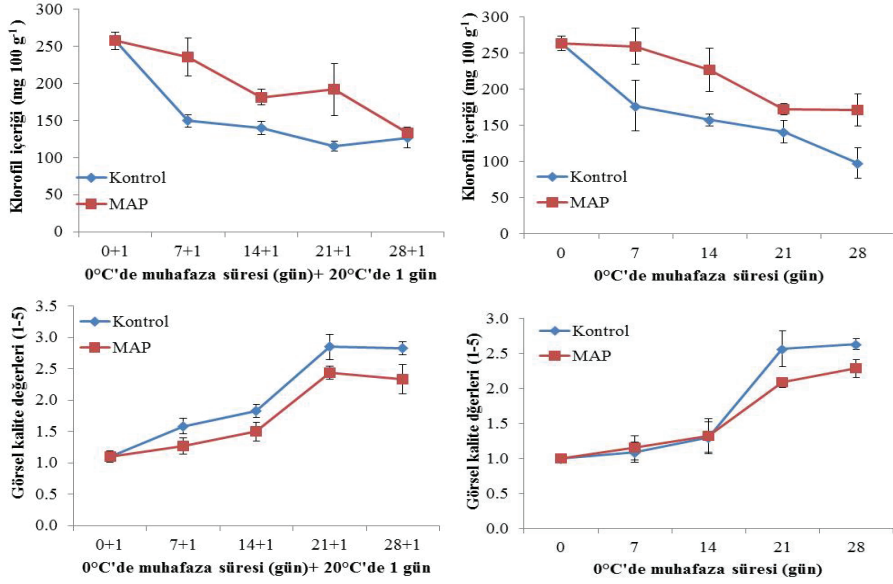 Klorofil içeriği (mg 100 g-1)
300
250
200
150
100
50
0
Kontrol
MAP
0+1 7+1 14+1 21+1 28+1
0°C'de muhafaza süresi (gün)+ 20°C'de 1 gün
Klorofil içeriği (mg 100 g-1)
300
250
200
150
100
50
0
Kontrol
MAP
0 7 14 21 28
0°C'de muhafaza süresi (gün)
Görsel kalite değerleri (1-5)
3.5
3.0
2.5
2.0
1.5
1.0
0.5
0.0
Kontrol
MAP
0+1 7+1 14+1 21+1 28+1
0°C'de muhafaza süresi (gün)+ 20°C'de 1 gün
Görsel kalite dğerleri (1-5)
3.0
2.5
2.0
1.5
1.0
0.5
0.0
Kontrol
MAP
0 7 14 21 28
0°C'de muhafaza süresi (gün)